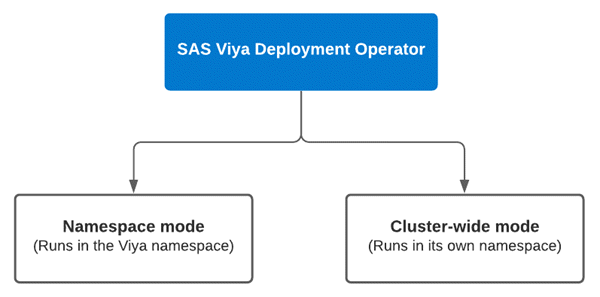 SAS Viya Deployment Operator
Namespace mode
(Runs in the Viya namespace)
Cluster-wide mode
(Runs in its own namespace)